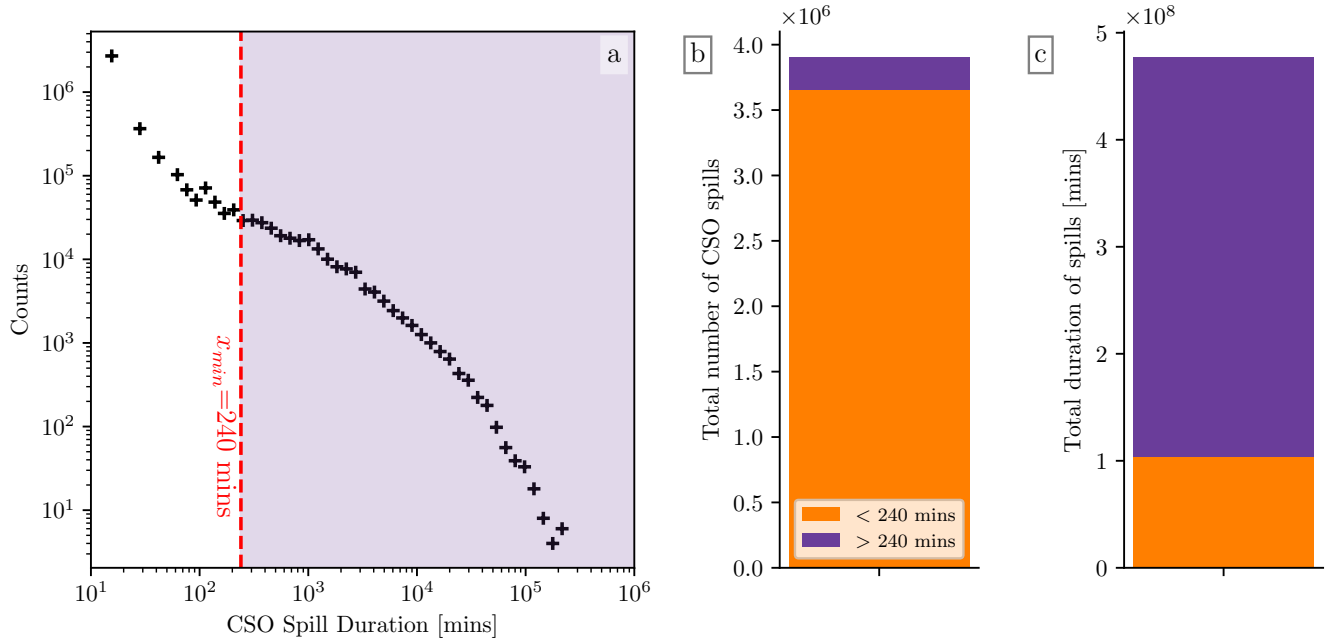 a
Counts
10^6
10^5
10^4
10^3
10^2
10^1
x_{min}=240 mins
10^1 10^2 10^3 10^4 10^5 10^6
CSO Spill Duration [mins]
×10^6
b
Total number of CSO spills
4.0
3.5
3.0
2.5
2.0
1.5
1.0
0.5
0.0
< 240 mins
> 240 mins
×10^8
c
Total duration of spills [mins]
5
4
3
2
1
0